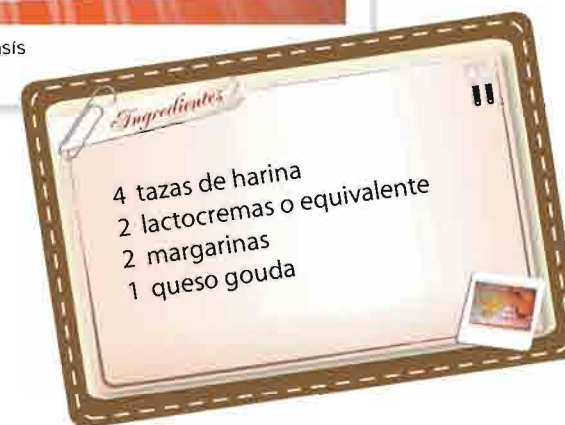 Ingredientes
4 tazas de harina
2 lactocremas o equivalente
2 margarinas
1 queso gouda